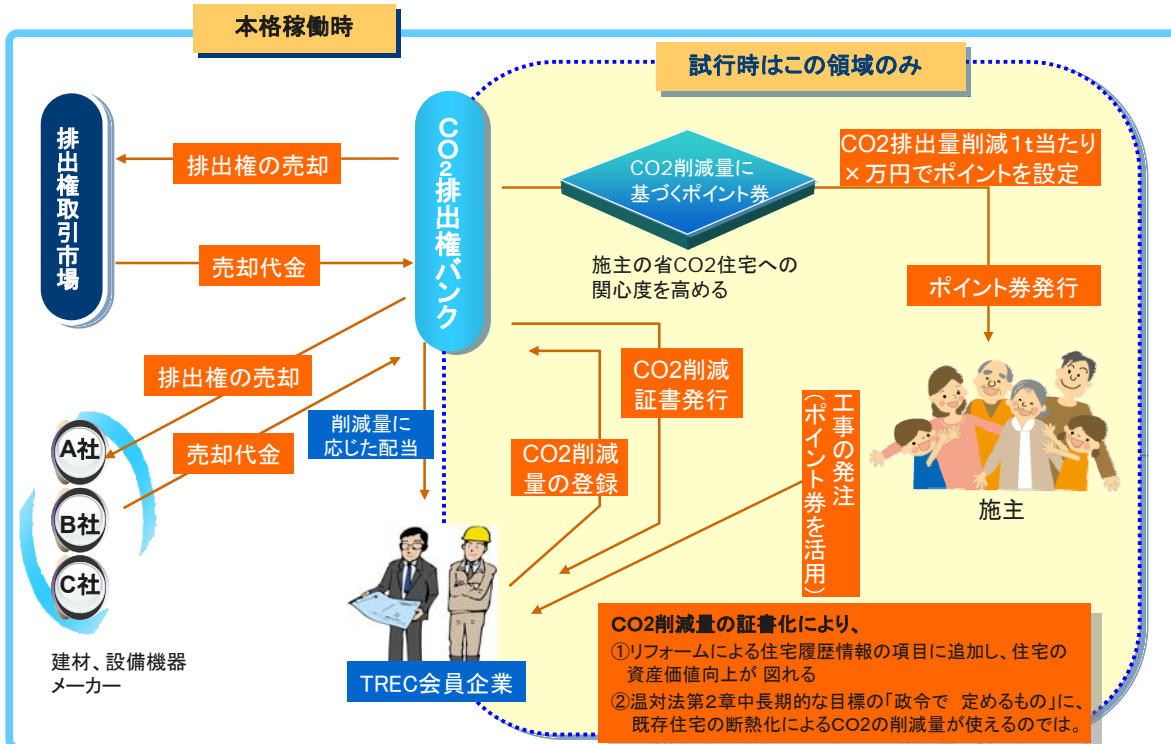 本格稼働時
試行時はこの領域のみ
排出権取引市場
排出権の売却
売却代金
CO2排出権バンク
CO2削減量に
基づくポイント券
CO2排出量削減1t当たり
×万円でポイントを設定
施主の省CO2住宅への
関心度を高める
ポイント券発行
排出権の売却
売却代金
削減量に
応じた配当
CO2削減
証書発行
CO2削減
量の登録
工事の発注
(ポイント券を活用)
施主
A社
B社
C社
建材、設備機器
メーカー
TREC会員企業
CO2削減量の証書化により、
①リフォームによる住宅履歴情報の項目に追加し、住宅の
資産価値向上が 図れる
②温対法第2章中長期的な目標の「政令で 定めるもの」に、
既存住宅の断熱化によるCO2の削減量が使えるのでは。